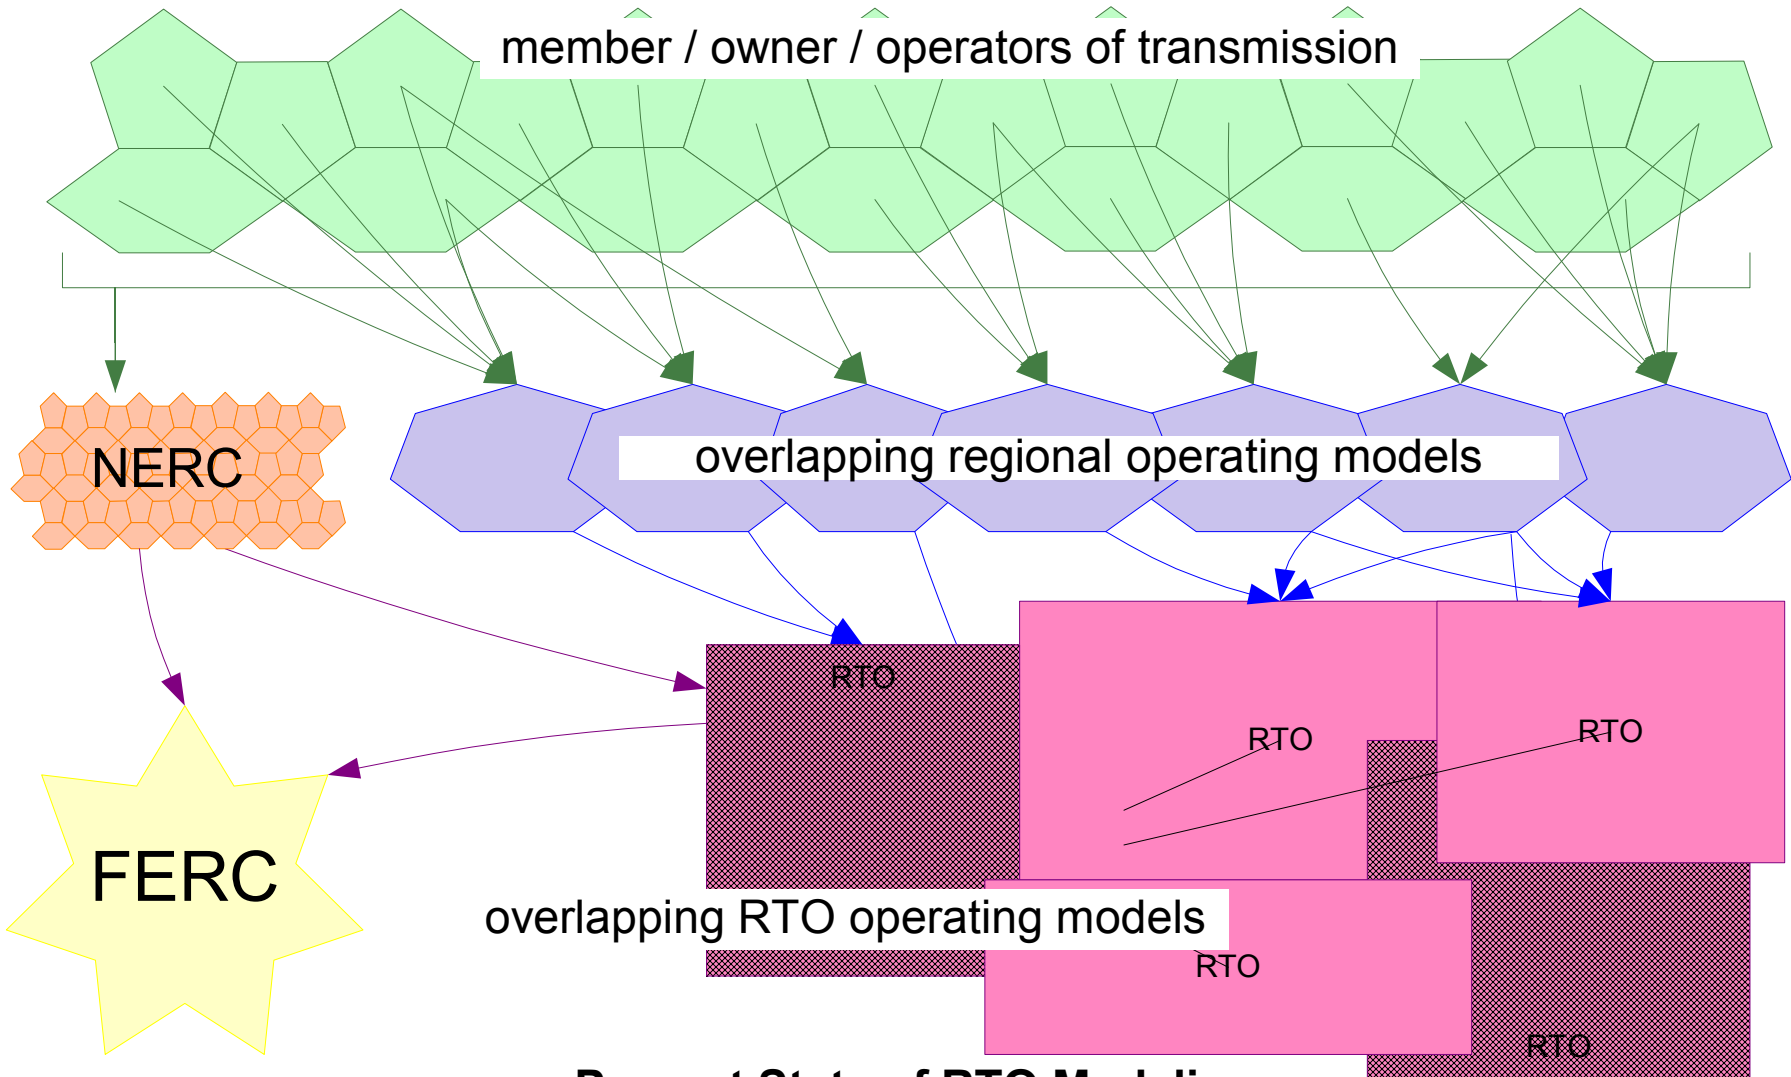 member / owner / operators of transmission
NERC
overlapping regional operating models
RTO
RTO
RTO
FERC
overlapping RTO operating models
RTO
RTO